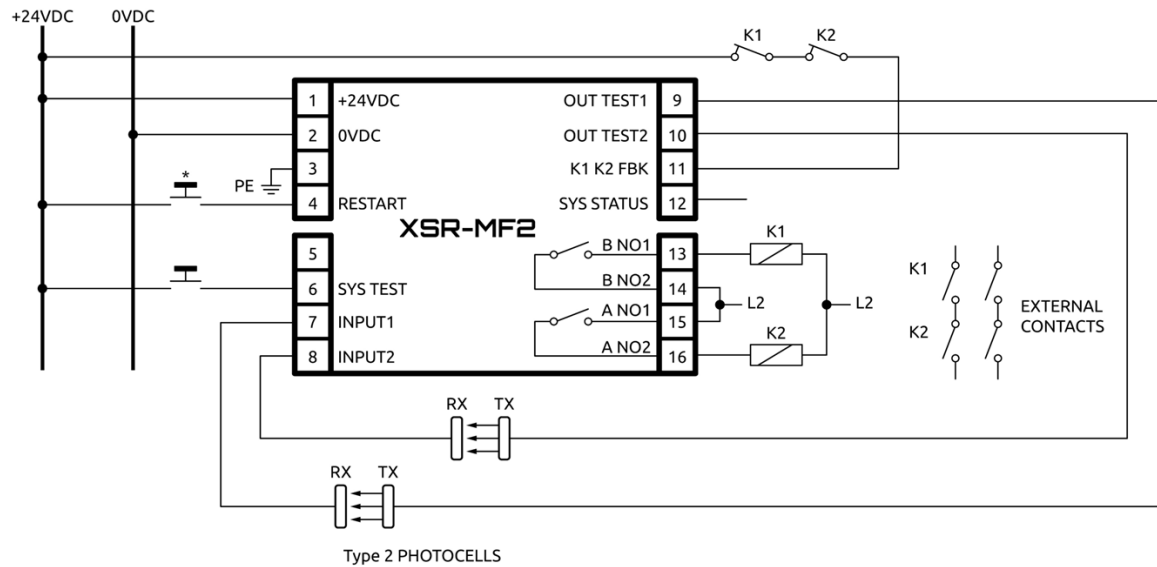 +24VDC 0VDC
K1 K2
1 +24VDC OUT TEST1 9
2 0VDC OUT TEST2 10
PE 3 K1 K2 FBK 11
*
4 RESTART SYS STATUS 12
XSR-MF2
5 B NO1 13 K1
6 SYS TEST B NO2 14
L2 L2
7 INPUT1 A NO1 15
8 INPUT2 A NO2 16 K2
K1
K2
EXTERNAL
CONTACTS
RX TX
RX TX
Type 2 PHOTOCELLS